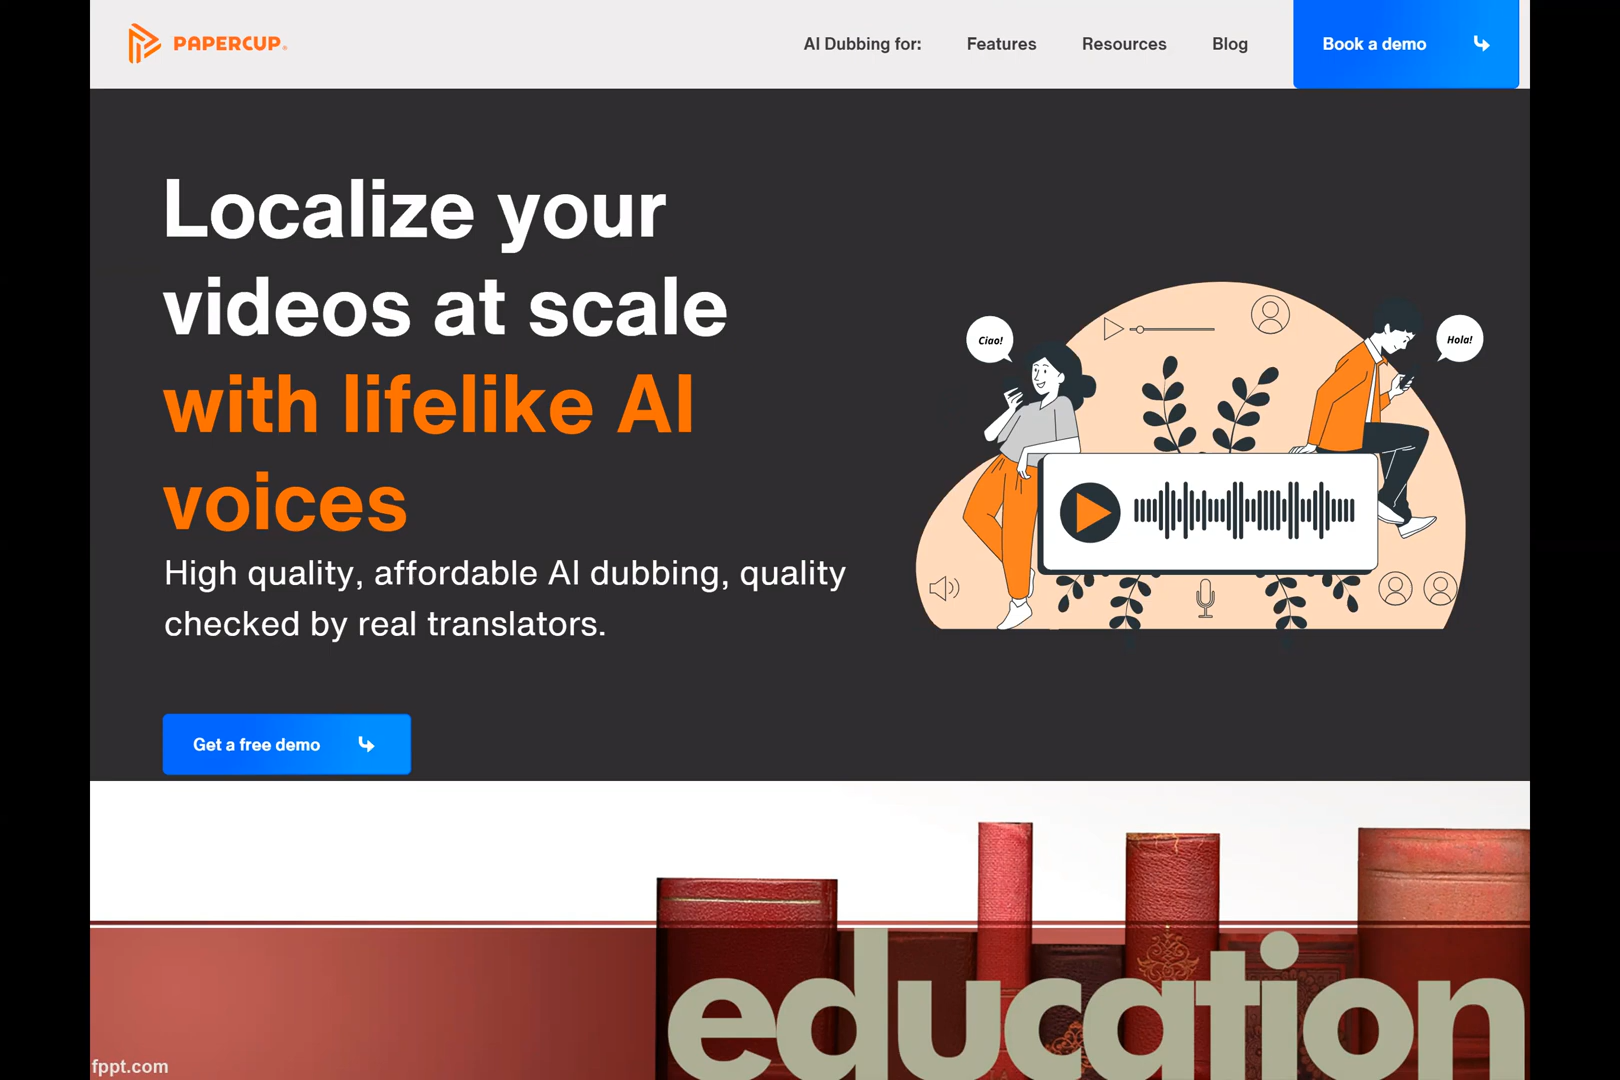 PAPERCUP
AI Dubbing for:
Features
Resources
Blog
Book a demo
Localize your
videos at scale
with lifelike AI
voices
High quality, affordable AI dubbing, quality
checked by real translators.
Get a free demo
Ciao!
Hola!
education
fppt.com